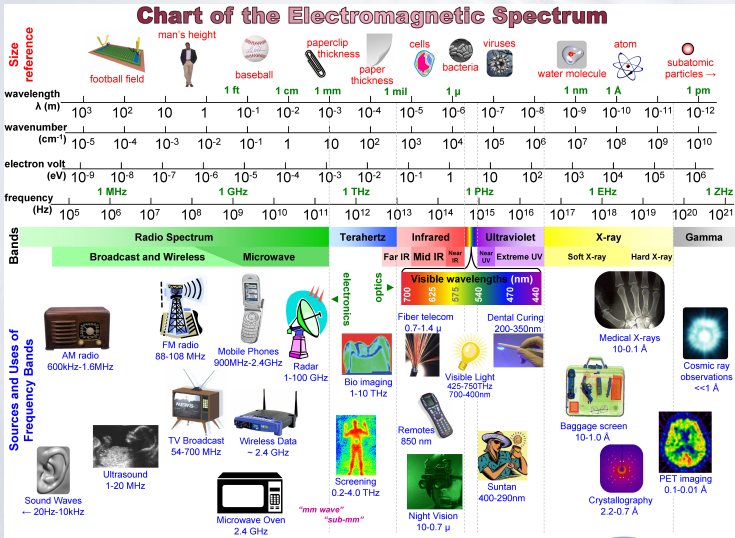 Chart of the Electromagnetic Spectrum
Size reference
football field
man's height
baseball
paperclip thickness
paper thickness
cells
bacteria
viruses
water molecule
atom
subatomic particles →
wavelength λ (m)
1 ft
1 cm
1 mm
1 mil
1 µ
1 nm
1 Å
1 pm
10³ 10² 10 1 10⁻¹ 10⁻² 10⁻³ 10⁻⁴ 10⁻⁵ 10⁻⁶ 10⁻⁷ 10⁻⁸ 10⁻⁹ 10⁻¹⁰ 10⁻¹¹ 10⁻¹²
wavenumber (cm⁻¹)
10⁻⁵ 10⁻⁴ 10⁻³ 10⁻² 10⁻¹ 1 10 10² 10³ 10⁴ 10⁵ 10⁶ 10⁷ 10⁸ 10⁹ 10¹⁰
electron volt (eV)
10⁻⁹ 10⁻⁸ 10⁻⁷ 10⁻⁶ 10⁻⁵ 10⁻⁴ 10⁻³ 10⁻² 10⁻¹ 1 10 10² 10³ 10⁴ 10⁵ 10⁶
frequency (Hz)
1 MHz
1 GHz
1 THz
1 PHz
1 EHz
1 ZHz
10⁵ 10⁶ 10⁷ 10⁸ 10⁹ 10¹⁰ 10¹¹ 10¹² 10¹³ 10¹⁴ 10¹⁵ 10¹⁶ 10¹⁷ 10¹⁸ 10¹⁹ 10²⁰ 10²¹
Bands
Radio Spectrum
Terahertz
Infrared
Ultraviolet
X-ray
Gamma
Broadcast and Wireless
Microwave
Far IR
Mid IR
Near IR
Near UV
Extreme UV
Soft X-ray
Hard X-ray
electronics
optics
Visible wavelengths (nm)
700
625
575
540
470
440
Sources and Uses of Frequency Bands
AM radio
600kHz-1.6MHz
FM radio
88-108 MHz
Mobile Phones
900MHz-2.4GHz
Radar
1-100 GHz
Bio imaging
1-10 THz
Fiber telecom
0.7-1.4 µ
Dental Curing
200-350nm
Visible Light
425-750THz
700-400nm
Medical X-rays
10-0.1 Å
Cosmic ray
observations
<<1 Å
NEWS
TV Broadcast
54-700 MHz
Wireless Data
~ 2.4 GHz
Remotes
850 nm
Baggage screen
10-1.0 Å
Sound Waves
← 20Hz-10kHz
Ultrasound
1-20 MHz
Microwave Oven
2.4 GHz
"mm wave"
"sub-mm"
Screening
0.2-4.0 THz
Night Vision
10-0.7 µ
Suntan
400-290nm
Crystallography
2.2-0.7 Å
PET imaging
0.1-0.01 Å